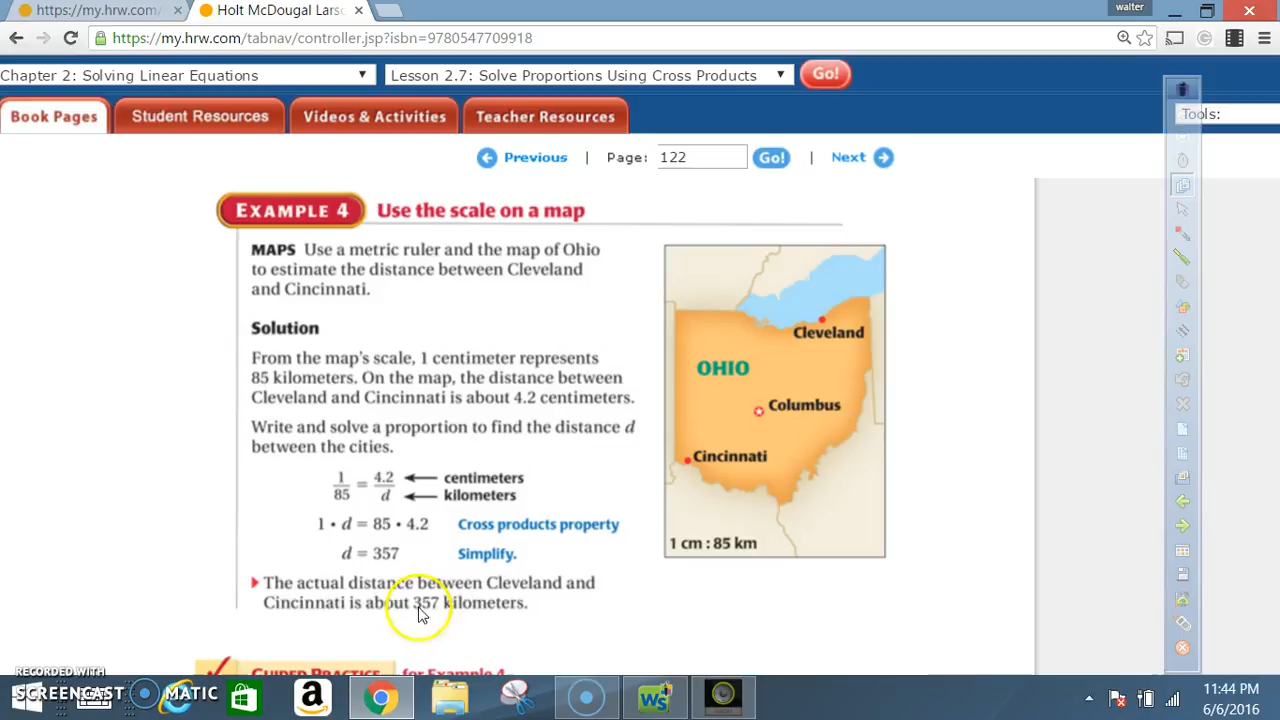 https://my.hrw.com/tabnav/ ×
Holt McDougal Lars ×
walter
https://my.hrw.com/tabnav/controller.jsp?isbn=9780547709918
Chapter 2: Solving Linear Equations
Lesson 2.7: Solve Proportions Using Cross Products
Go!
Book Pages
Student Resources
Videos & Activities
Teacher Resources
Tools:
Previous | Page: 122 Go! | Next
EXAMPLE 4 Use the scale on a map
MAPS Use a metric ruler and the map of Ohio
to estimate the distance between Cleveland
and Cincinnati.
Solution
From the map's scale, 1 centimeter represents
85 kilometers. On the map, the distance between
Cleveland and Cincinnati is about 4.2 centimeters.
Write and solve a proportion to find the distance d
between the cities.
1/85 = 4.2/d centimeters
kilometers
1 • d = 85 • 4.2 Cross products property
d = 357 Simplify.
The actual distance between Cleveland and
Cincinnati is about 357 kilometers.
Cleveland
OHIO
Columbus
Cincinnati
1 cm : 85 km
GUIDED PRACTICE for Example 4
RECORDED WITH
SCREENCAST MATIC
11:44 PM
6/6/2016